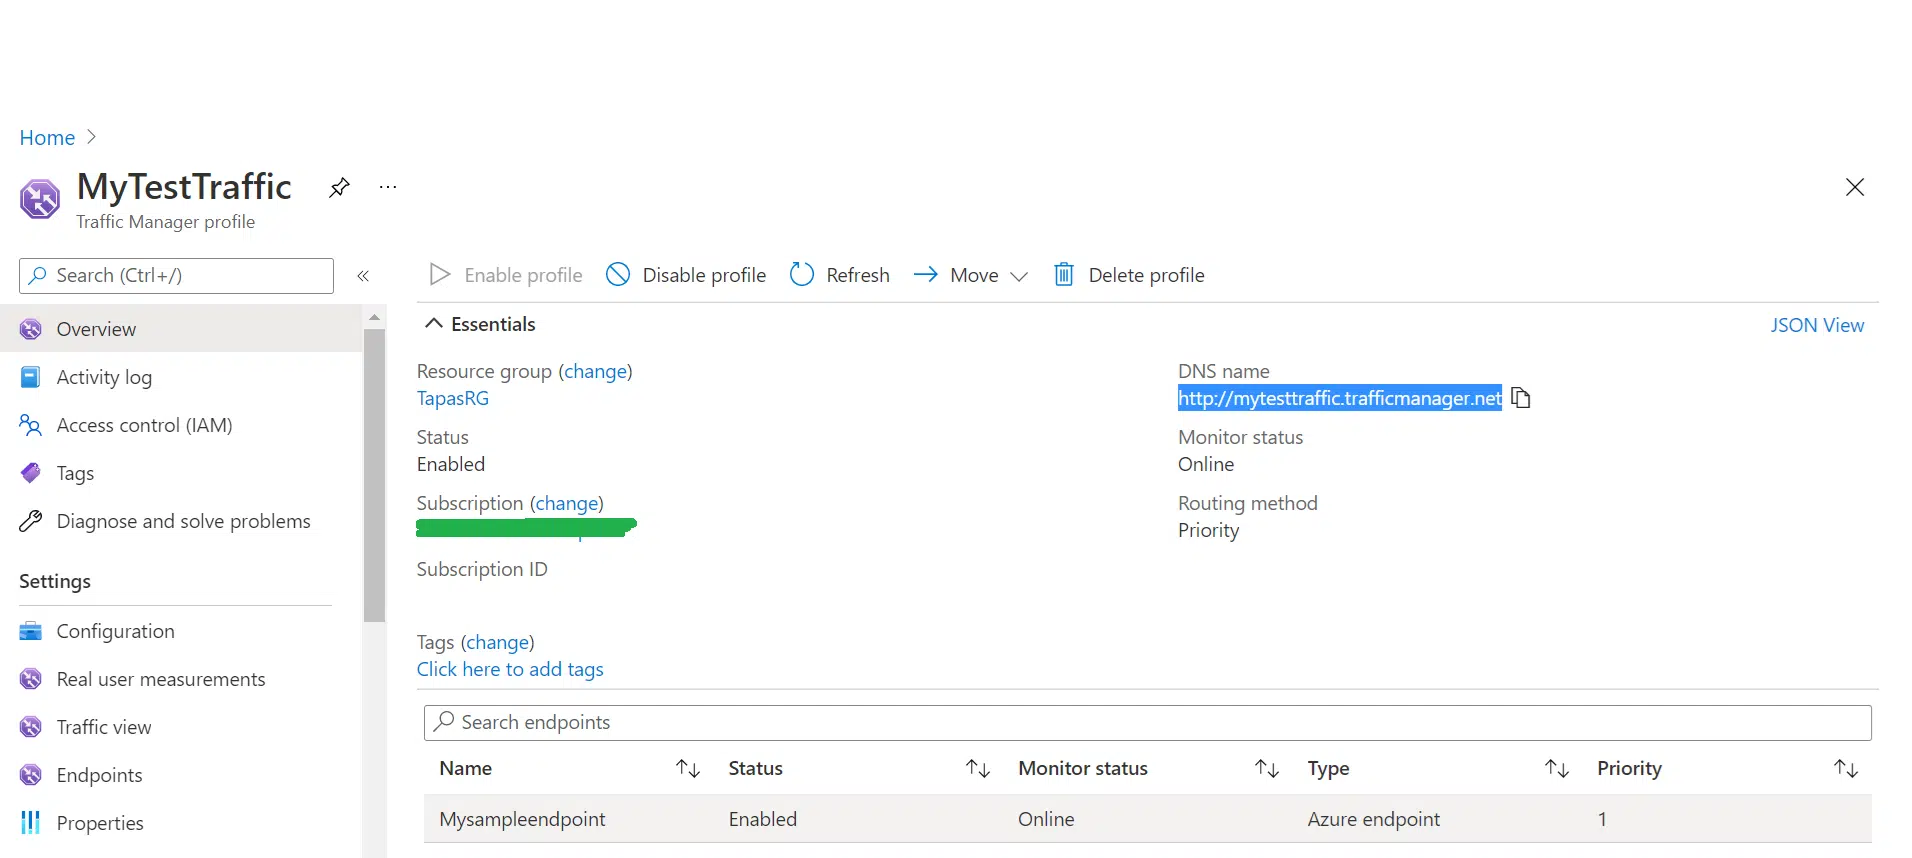 Home
MyTestTraffic
Traffic Manager profile
Search (Ctrl+/)
Overview
Activity log
Access control (IAM)
Tags
Diagnose and solve problems
Settings
Configuration
Real user measurements
Traffic view
Endpoints
Properties
Enable profile Disable profile Refresh Move Delete profile
Essentials JSON View
Resource group (change)
TapasRG
Status
Enabled
Subscription (change)
Subscription ID
DNS name
http://mytesttraffic.trafficmanager.net
Monitor status
Online
Routing method
Priority
Tags (change)
Click here to add tags
Search endpoints
Name Status Monitor status Type Priority
Mysampleendpoint Enabled Online Azure endpoint 1